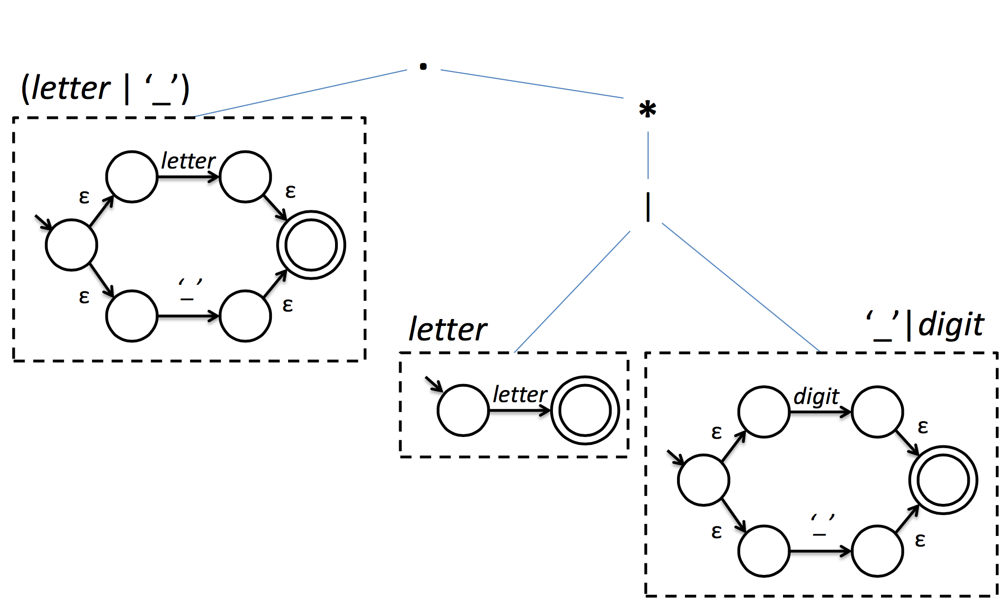 .
(letter | ‘_’)
*
letter
ε
ε
|
‘_’
ε
ε
letter
‘_’|digit
letter
digit
ε
ε
‘_’
ε
ε